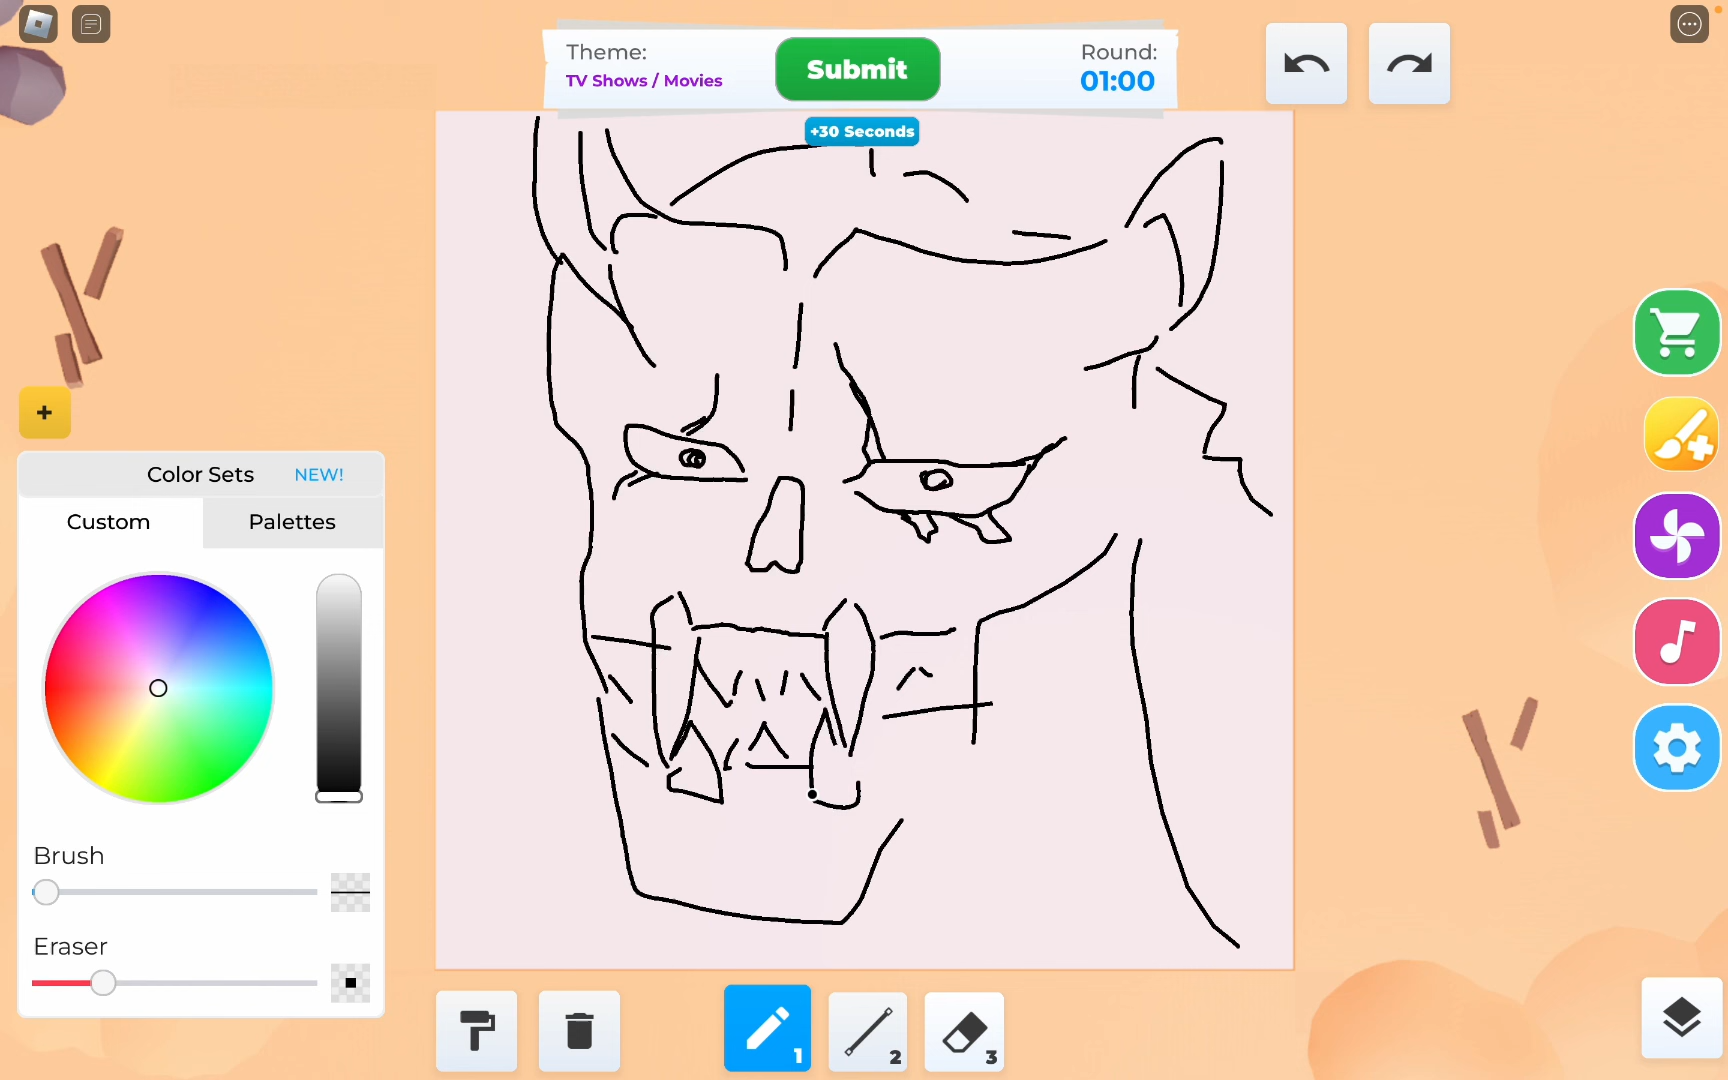 Theme:
TV Shows / Movies
Submit
Round:
01:00
+30 Seconds
+
Color Sets
NEW!
Custom
Palettes
Brush
Eraser
1
2
3